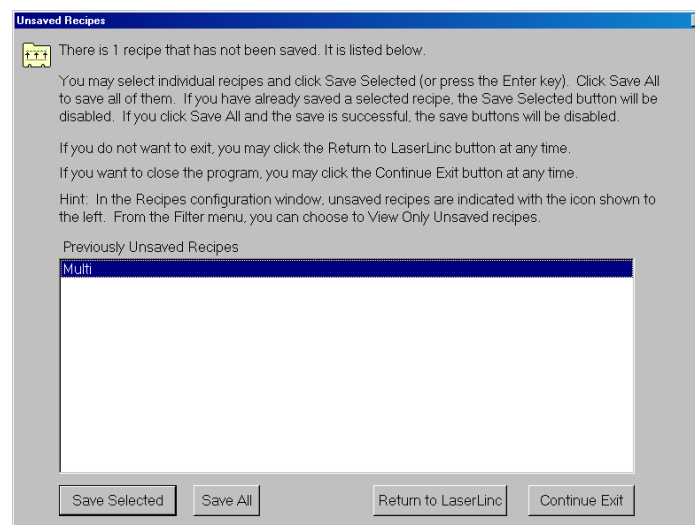 Unsaved Recipes
There is 1 recipe that has not been saved. It is listed below.
You may select individual recipes and click Save Selected (or press the Enter key). Click Save All
to save all of them. If you have already saved a selected recipe, the Save Selected button will be
disabled. If you click Save All and the save is successful, the save buttons will be disabled.
If you do not want to exit, you may click the Return to LaserLinc button at any time.
If you want to close the program, you may click the Continue Exit button at any time.
Hint: In the Recipes configuration window, unsaved recipes are indicated with the icon shown to
the left. From the Filter menu, you can choose to View Only Unsaved recipes.
Previously Unsaved Recipes
Multi
Save Selected Save All Return to LaserLinc Continue Exit